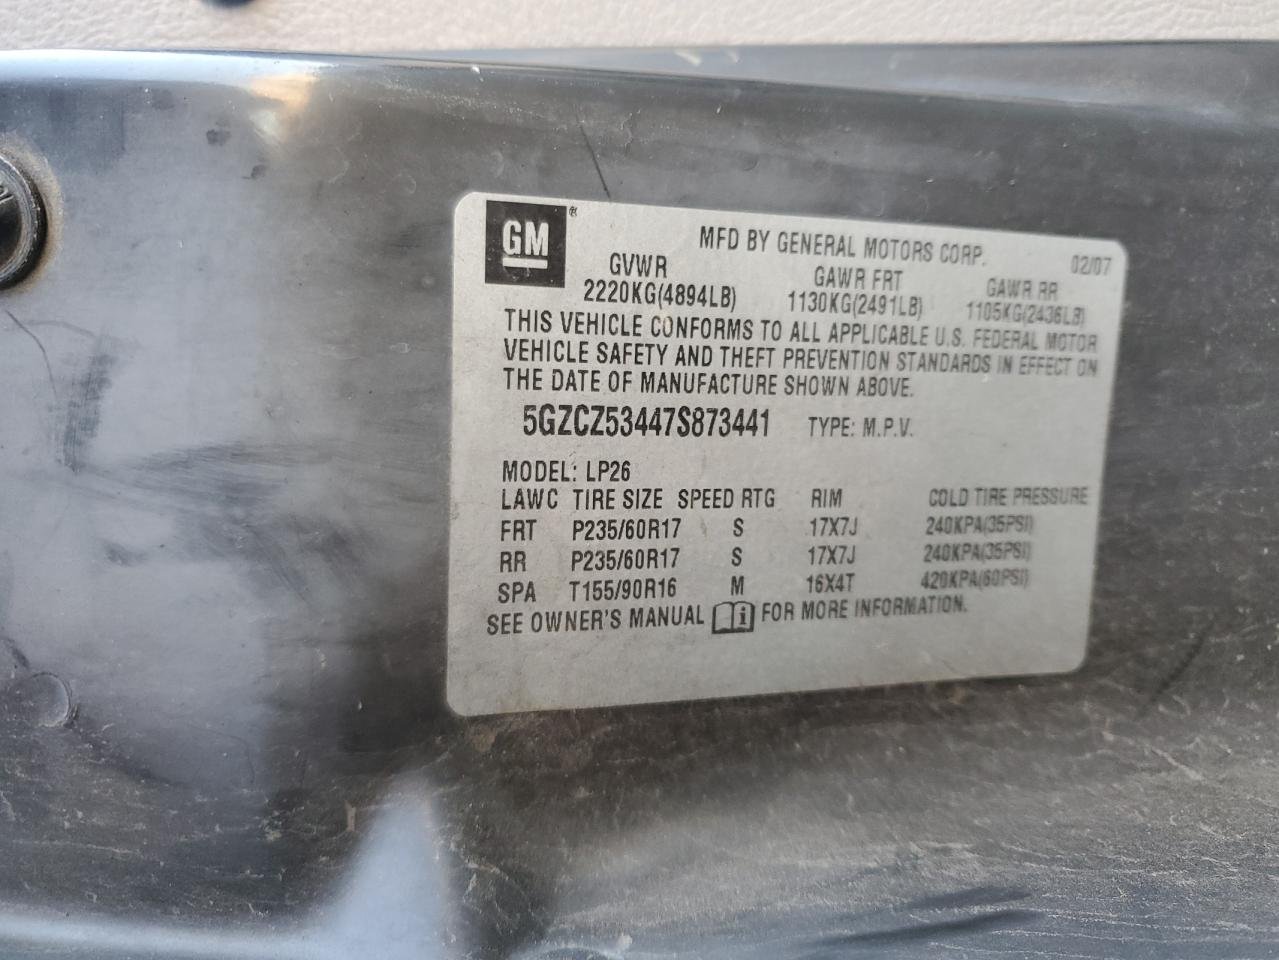 GM®
MFD BY GENERAL MOTORS CORP. 02/07
GVWR GAWR FRT GAWR RR
2220KG(4894LB) 1130KG(2491LB) 1105KG(2436LB)
THIS VEHICLE CONFORMS TO ALL APPLICABLE U.S. FEDERAL MOTOR
VEHICLE SAFETY AND THEFT PREVENTION STANDARDS IN EFFECT ON
THE DATE OF MANUFACTURE SHOWN ABOVE.
5GZCZ53447S873441 TYPE: M.P.V.
MODEL: LP26
LAWC TIRE SIZE SPEED RTG RIM COLD TIRE PRESSURE
FRT P235/60R17 S 17X7J 240KPA(35PSI)
RR P235/60R17 S 17X7J 240KPA(35PSI)
SPA T155/90R16 M 16X4T 420KPA(60PSI)
SEE OWNER'S MANUAL i FOR MORE INFORMATION.